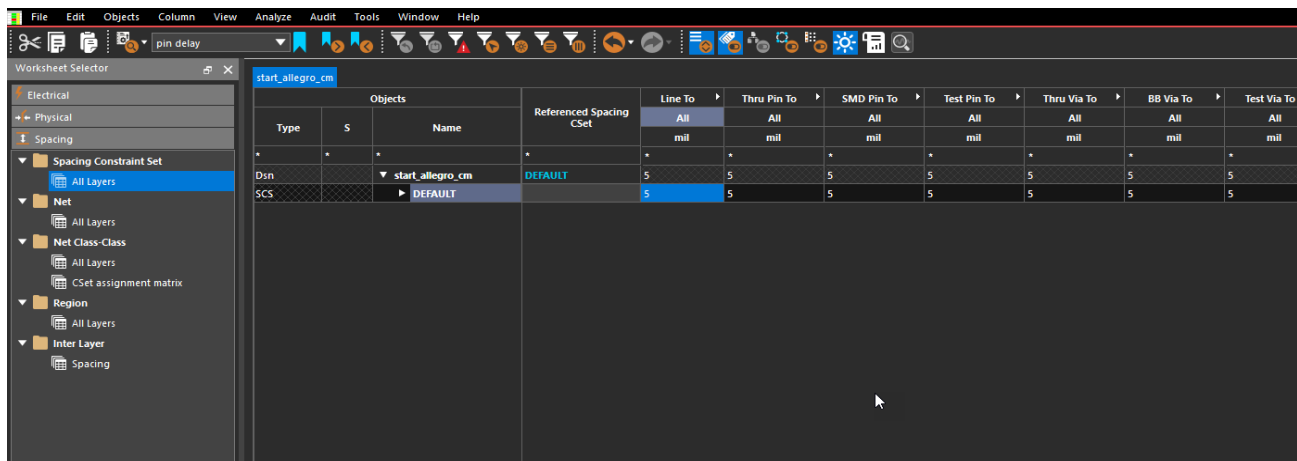 File Edit Objects Column View Analyze Audit Tools Window Help
pin delay
Worksheet Selector
start_allegro_cm
Electrical
Physical
Spacing
Spacing Constraint Set
All Layers
Net
All Layers
Net Class-Class
All Layers
CSet assignment matrix
Region
All Layers
Inter Layer
Spacing
Objects Referenced Spacing CSet Line To Thru Pin To SMD Pin To Test Pin To Thru Via To BB Via To Test Via To
Type S Name All All All All All All All
mil mil mil mil mil mil mil
* * * * * * * * * * *
Dsn start_allegro_cm DEFAULT 5 5 5 5 5 5 5
SCS DEFAULT 5 5 5 5 5 5 5